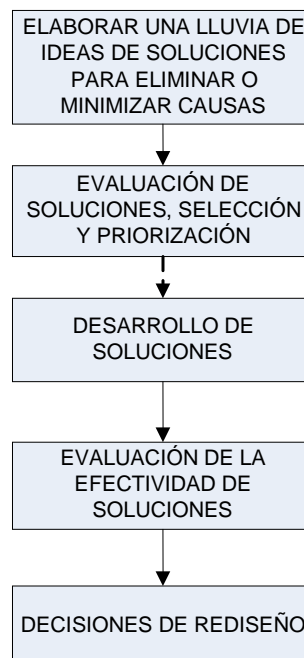 ELABORAR UNA LLUVIA DE
IDEAS DE SOLUCIONES
PARA ELIMINAR O
MINIMIZAR CAUSAS
EVALUACIÓN DE
SOLUCIONES, SELECCIÓN
Y PRIORIZACIÓN
DESARROLLO DE
SOLUCIONES
EVALUACIÓN DE LA
EFECTIVIDAD DE
SOLUCIONES
DECISIONES DE REDISEÑO